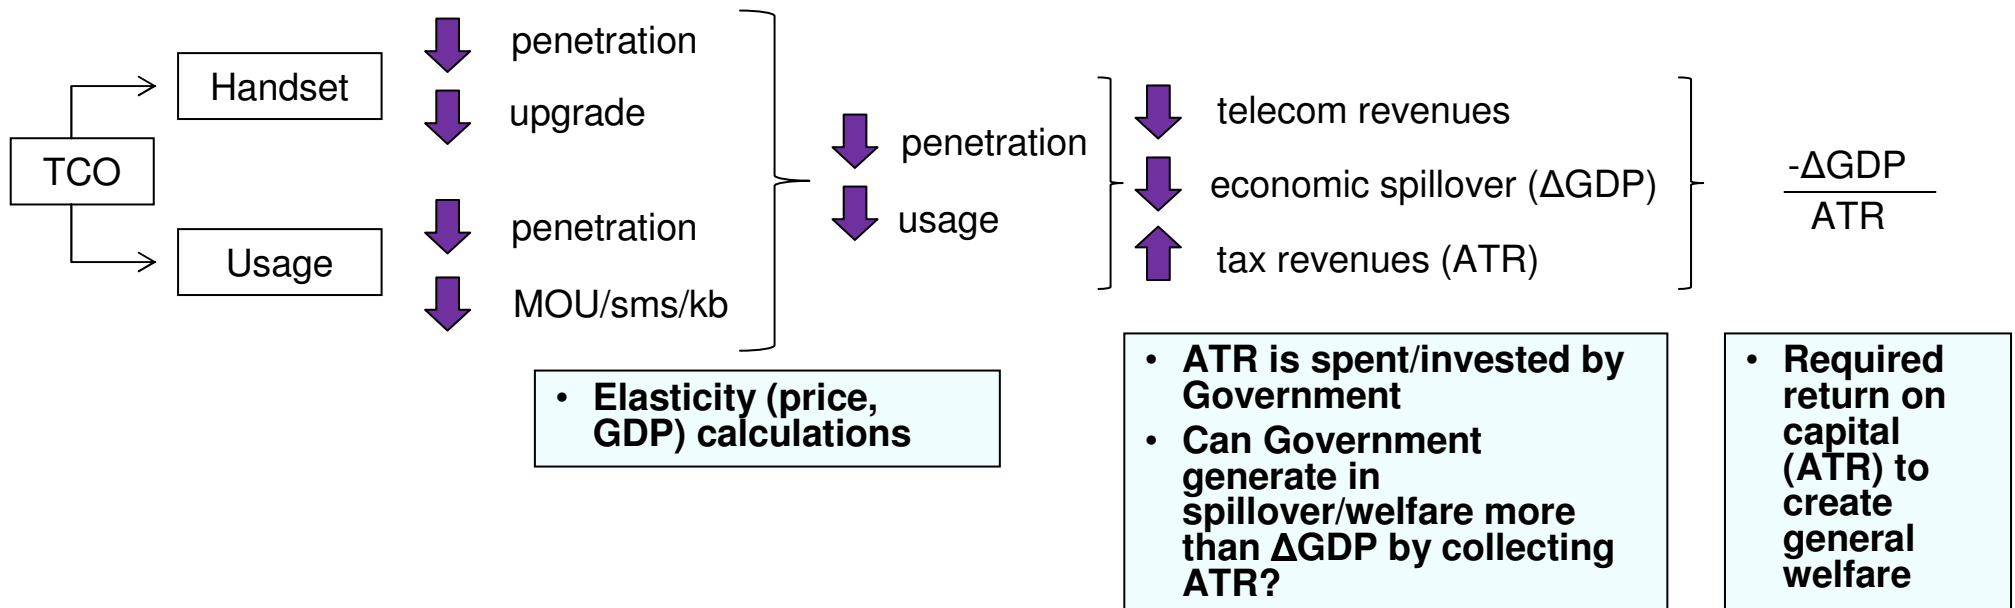 TCO
Handset
Usage
penetration
upgrade
penetration
MOU/sms/kb
penetration
usage
telecom revenues
economic spillover (ΔGDP)
tax revenues (ATR)
-ΔGDP
ATR
• Elasticity (price,
GDP) calculations
• ATR is spent/invested by
Government
• Can Government
generate in
spillover/welfare more
than ΔGDP by collecting
ATR?
• Required
return on
capital
(ATR) to
create
general
welfare